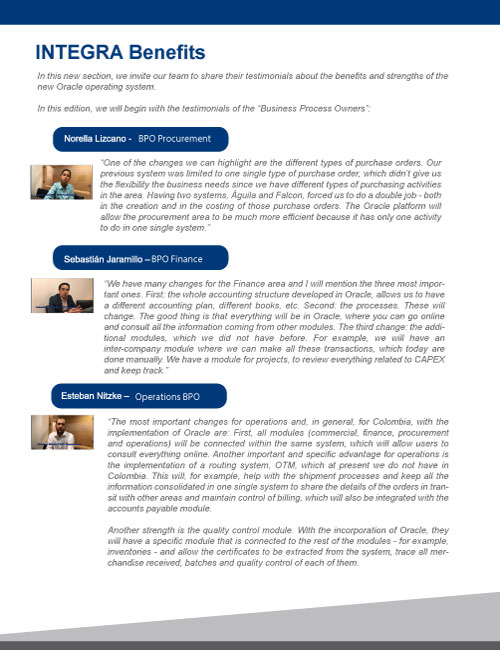 INTEGRA Benefits
In this new section, we invite our team to share their testimonials about the benefits and strengths of the
new Oracle operating system.
In this edition, we will begin with the testimonials of the “Business Process Owners”:
Norella Lizcano - BPO Procurement
“One of the changes we can highlight are the different types of purchase orders. Our
previous system was limited to one single type of purchase order, which didn’t give us
the flexibility the business needs since we have different types of purchasing activities
in the area. Having two systems, Águila and Falcon, forced us to do a double job - both
in the creation and in the costing of those purchase orders. The Oracle platform will
allow the procurement area to be much more efficient because it has only one activity
to do in one single system.”
Sebastián Jaramillo – BPO Finance
“We have many changes for the Finance area and I will mention the three most impor-
tant ones. First: the whole accounting structure developed in Oracle, allows us to have
a different accounting plan, different books, etc. Second: the processes. These will
change. The good thing is that everything will be in Oracle, where you can go online
and consult all the information coming from other modules. The third change: the addi-
tional modules, which we did not have before. For example, we will have an
inter-company module where we can make all these transactions, which today are
done manually. We have a module for projects, to review everything related to CAPEX
and keep track.”
Esteban Nitzke – Operations BPO
“The most important changes for operations and, in general, for Colombia, with the
implementation of Oracle are: First, all modules (commercial, finance, procurement
and operations) will be connected within the same system, which will allow users to
consult everything online. Another important and specific advantage for operations is
the implementation of a routing system, OTM, which at present we do not have in
Colombia. This will, for example, help with the shipment processes and keep all the
information consolidated in one single system to share the details of the orders in tran-
sit with other areas and maintain control of billing, which will also be integrated with the
accounts payable module.
Another strength is the quality control module. With the incorporation of Oracle, they
will have a specific module that is connected to the rest of the modules - for example,
inventories - and allow the certificates to be extracted from the system, trace all mer-
chandise received, batches and quality control of each of them.